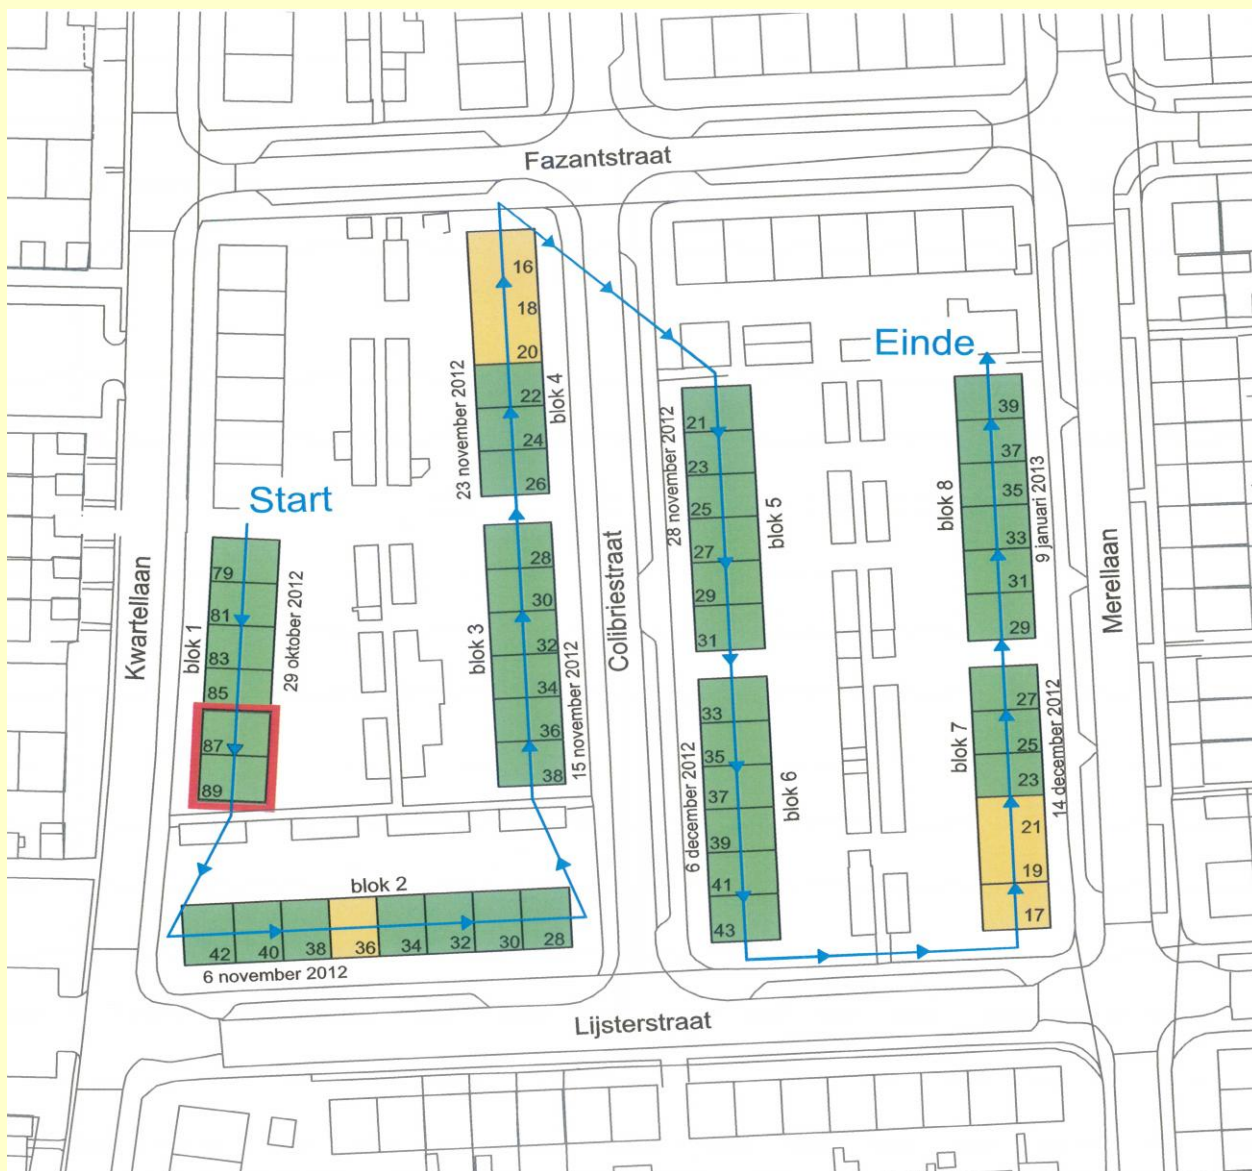 Fazantstraat
Kwartellaan
Colibriestraat
Merellaan
Lijsterstraat
Start
blok 1
29 oktober 2012
79
81
83
85
87
89
blok 2
42
40
38
36
34
32
30
28
6 november 2012
blok 3
15 november 2012
28
30
32
34
36
38
blok 4
23 november 2012
16
18
20
22
24
26
blok 5
28 november 2012
21
23
25
27
29
31
blok 6
6 december 2012
33
35
37
39
41
43
blok 7
14 december 2012
27
25
23
21
19
17
blok 8
9 januari 2013
39
37
35
33
31
29
Einde